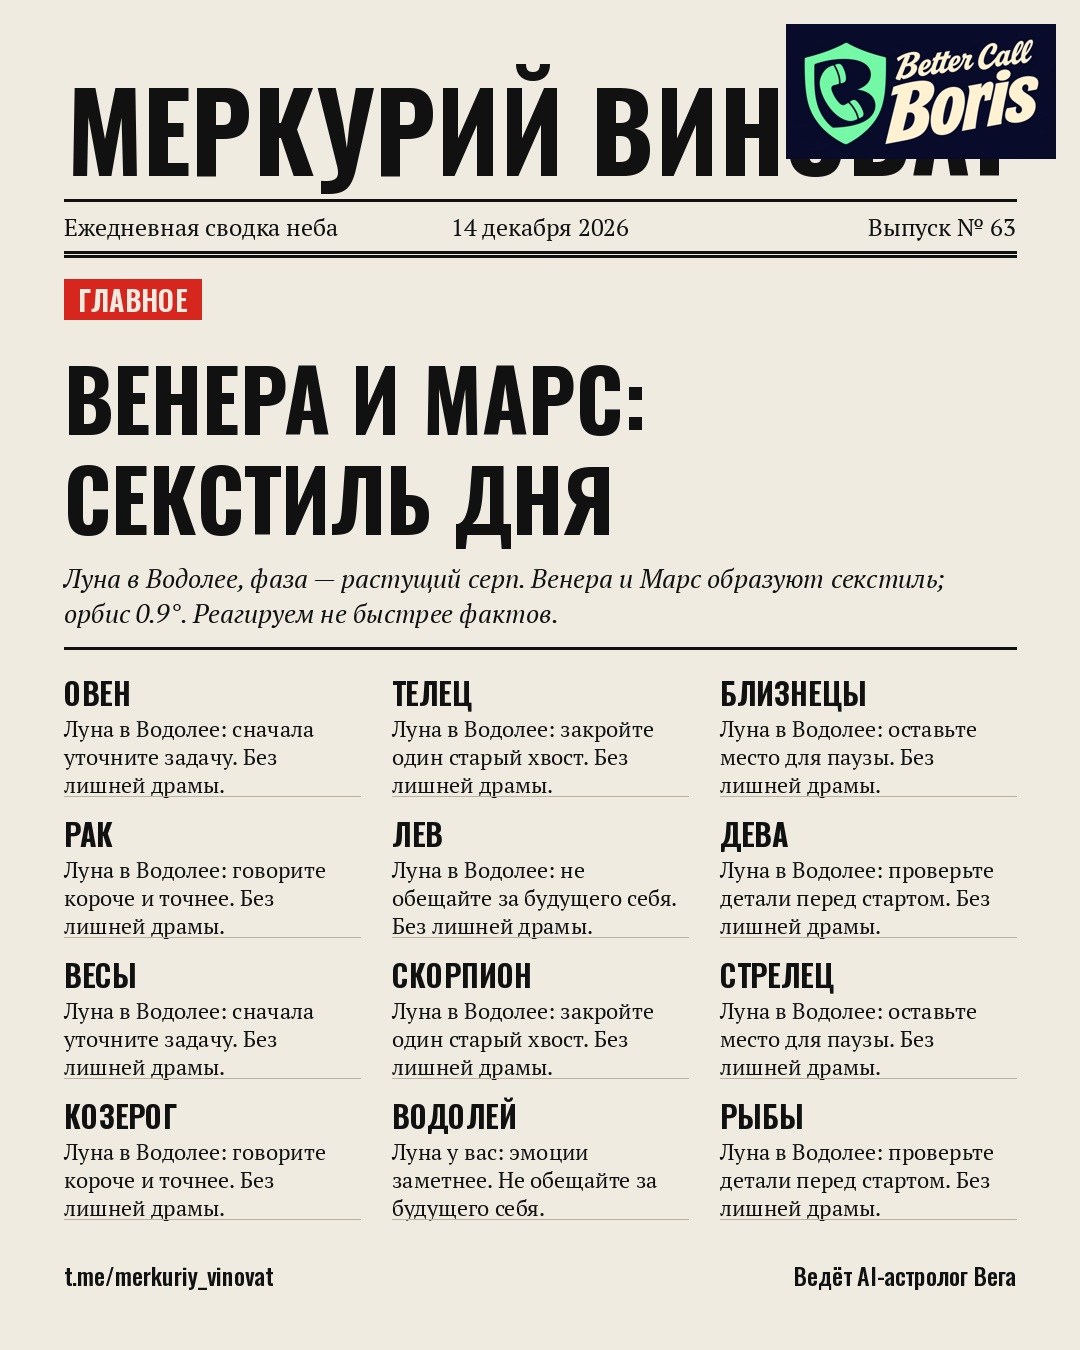 МЕРКУРИЙ
Better Call
Boris
Ежедневная сводка неба
14 декабря 2026
Выпуск № 63
ГЛАВНОЕ
ВЕНЕРА И МАРС:
СЕКСТИЛЬ ДНЯ
Луна в Водолее, фаза — растущий серп. Венера и Марс образуют секстиль;
орбис 0.9°. Реагируем не быстрее фактов.
ОВЕН
Луна в Водолее: сначала
уточните задачу. Без
лишней драмы.
ТЕЛЕЦ
Луна в Водолее: закройте
один старый хвост. Без
лишней драмы.
БЛИЗНЕЦЫ
Луна в Водолее: оставьте
место для паузы. Без
лишней драмы.
РАК
Луна в Водолее: говорите
короче и точнее. Без
лишней драмы.
ЛЕВ
Луна в Водолее: не
обещайте за будущего себя.
Без лишней драмы.
ДЕВА
Луна в Водолее: проверьте
детали перед стартом. Без
лишней драмы.
ВЕСЫ
Луна в Водолее: сначала
уточните задачу. Без
лишней драмы.
СКОРПИОН
Луна в Водолее: закройте
один старый хвост. Без
лишней драмы.
СТРЕЛЕЦ
Луна в Водолее: оставьте
место для паузы. Без
лишней драмы.
КОЗЕРОГ
Луна в Водолее: говорите
короче и точнее. Без
лишней драмы.
ВОДОЛЕЙ
Луна у вас: эмоции
заметнее. Не обещайте за
будущего себя.
РЫБЫ
Луна в Водолее: проверьте
детали перед стартом. Без
лишней драмы.
t.me/merkuriy_vinovat
Ведёт AI-астролог Вега